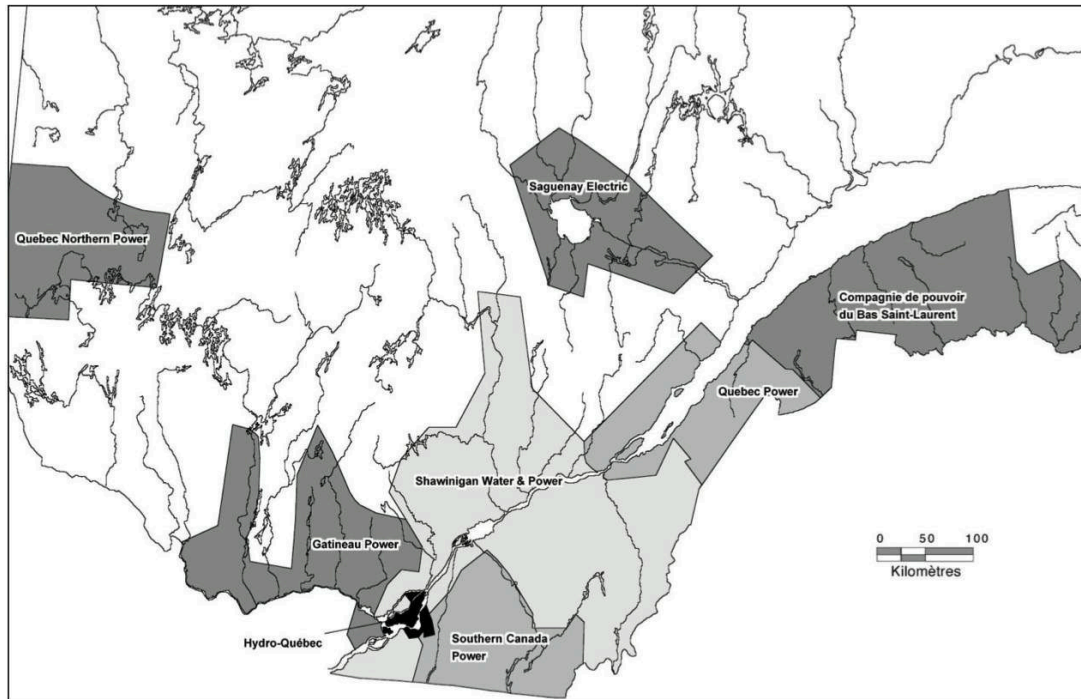 Saguenay Electric
Quebec Northern Power
Compagnie de pouvoir
du Bas Saint-Laurent
Quebec Power
Shawinigan Water & Power
Gatineau Power
0 50 100
Kilomètres
Hydro-Québec
Southern Canada
Power